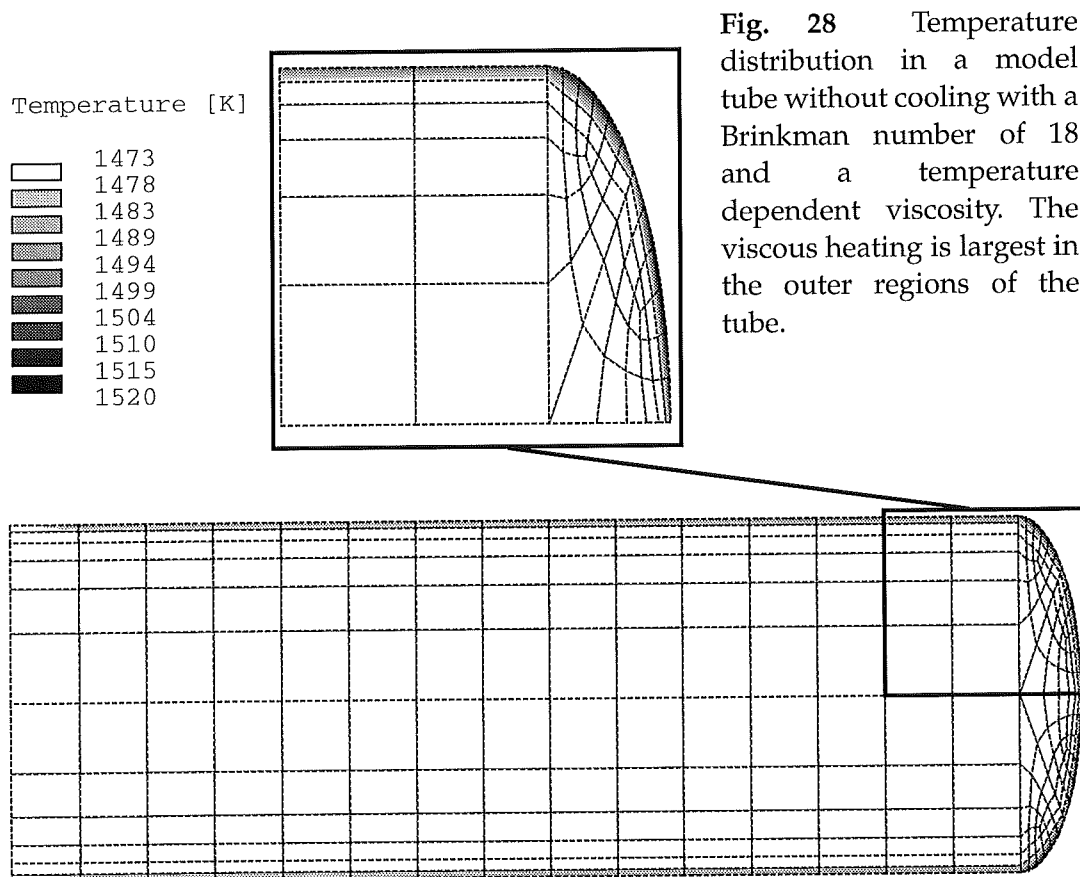 Fig. 28 Temperature
distribution in a model
tube without cooling with a
Brinkman number of 18
and a temperature
dependent viscosity. The
viscous heating is largest in
the outer regions of the
tube.
Temperature [K]
1473
1478
1483
1489
1494
1499
1504
1510
1515
1520